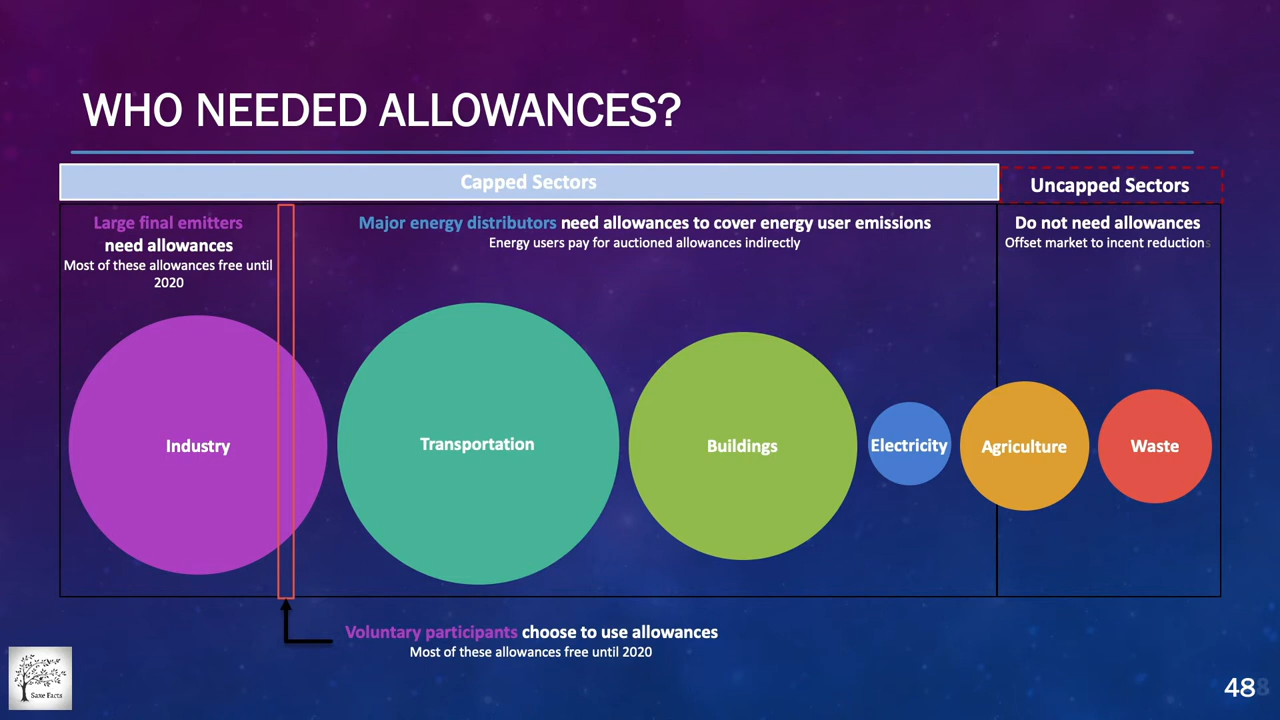 WHO NEEDED ALLOWANCES?
Capped Sectors
Uncapped Sectors
Large final emitters
need allowances
Most of these allowances free until
2020
Major energy distributors need allowances to cover energy user emissions
Energy users pay for auctioned allowances indirectly
Do not need allowances
Offset market to incent reductions
Industry
Transportation
Buildings
Electricity
Agriculture
Waste
Voluntary participants choose to use allowances
Most of these allowances free until 2020
Saxe Facts
48